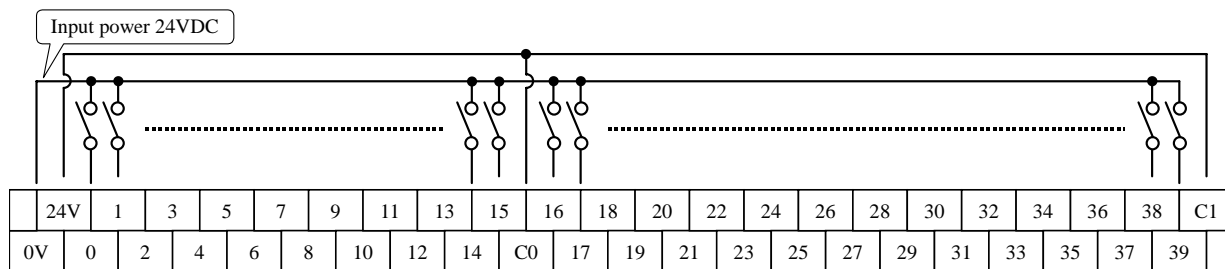 Input power 24VDC
24V 1 3 5 7 9 11 13 15 16 18 20 22 24 26 28 30 32 34 36 38 C1
0V 0 2 4 6 8 10 12 14 C0 17 19 21 23 25 27 29 31 33 35 37 39